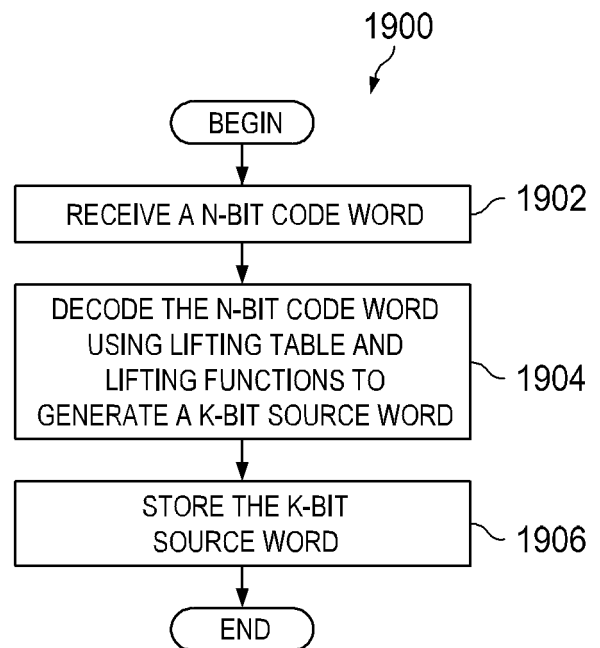 1900
BEGIN
RECEIVE A N-BIT CODE WORD
1902
DECODE THE N-BIT CODE WORD
USING LIFTING TABLE AND
LIFTING FUNCTIONS TO
GENERATE A K-BIT SOURCE WORD
1904
STORE THE K-BIT
SOURCE WORD
1906
END